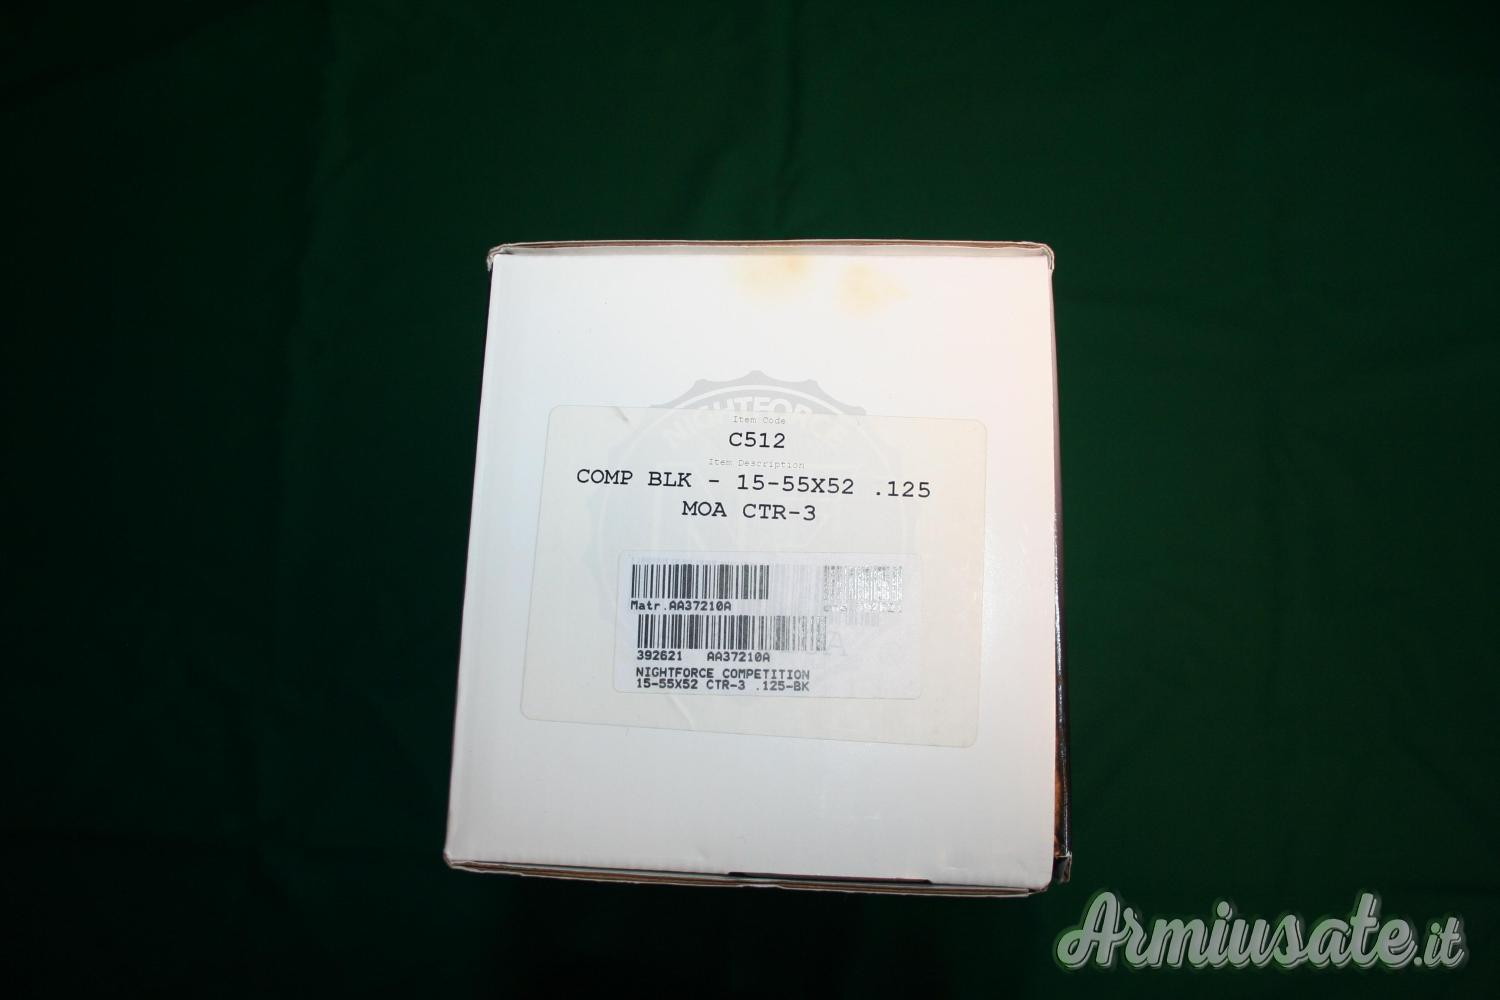 NIGHTFORCE
Item Code
C512
Item Description
COMP BLK - 15-55X52 .125
MOA CTR-3
Matr.AA37210A
392621 AA37210A
NIGHTFORCE COMPETITION
15-55X52 CTR-3 .125-BK
Armiusate.it